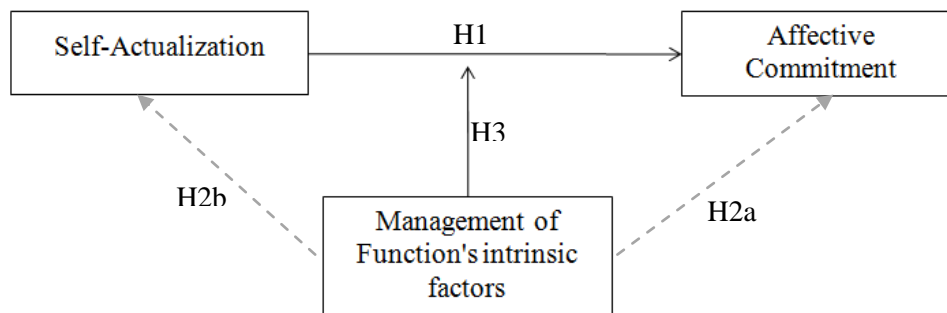 Self-Actualization
H1
Affective
Commitment
H3
H2b
H2a
Management of
Function's intrinsic
factors